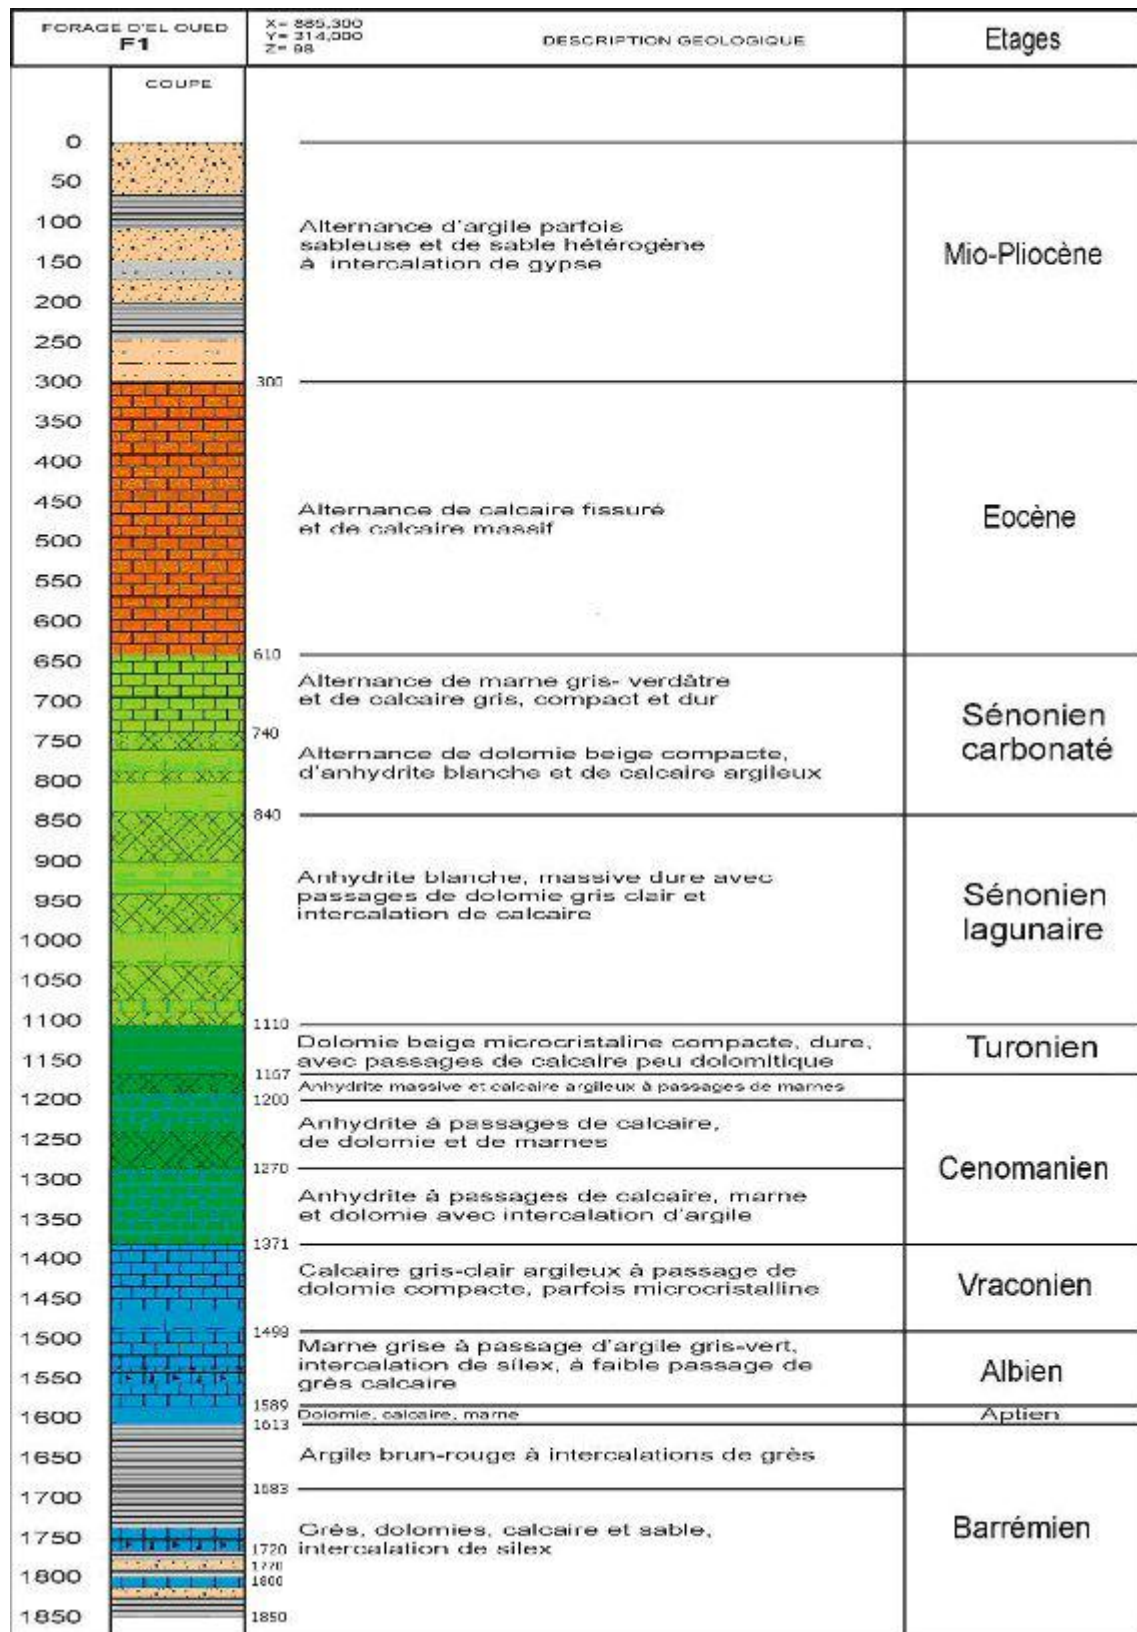 FORAGE D'EL OUED
F1
X= 885,300
Y= 314,000
Z= 98
DESCRIPTION GEOLOGIQUE
Etages
COUPE
0
50
100
150
200
250
300
350
400
450
500
550
600
650
700
750
800
850
900
950
1000
1050
1100
1150
1200
1250
1300
1350
1400
1450
1500
1550
1600
1650
1700
1750
1800
1850
Alternance d'argile parfois
sableuse et de sable hétérogène
à intercalation de gypse
Mio-Pliocène
300
Alternance de calcaire fissuré
et de calcaire massif
Eocène
610
Alternance de marne gris- verdâtre
et de calcaire gris, compact et dur
740
Alternance de dolomie beige compacte,
d'anhydrite blanche et de calcaire argileux
Sénonien
carbonaté
840
Anhydrite blanche, massive dure avec
passages de dolomie gris clair et
intercalation de calcaire
Sénonien
lagunaire
1110
Dolomie beige microcristaline compacte, dure,
avec passages de calcaire peu dolomitique
Turonien
1167
Anhydrite massive et calcaire argileux à passages de marnes
1200
Anhydrite à passages de calcaire,
de dolomie et de marnes
1270
Cenomanien
Anhydrite à passages de calcaire, marne
et dolomie avec intercalation d'argile
1371
Calcaire gris-clair argileux à passage de
dolomie compacte, parfois microcristalline
Vraconien
1499
Marne grise à passage d'argile gris-vert,
intercalation de silex, à faible passage de
grès calcaire
Albien
1589
Dolomie, calcaire, marne
Aptien
1613
Argile brun-rouge à intercalations de grès
1683
Grès, dolomies, calcaire et sable,
intercalation de silex
Barrémien
1720
1770
1800
1850